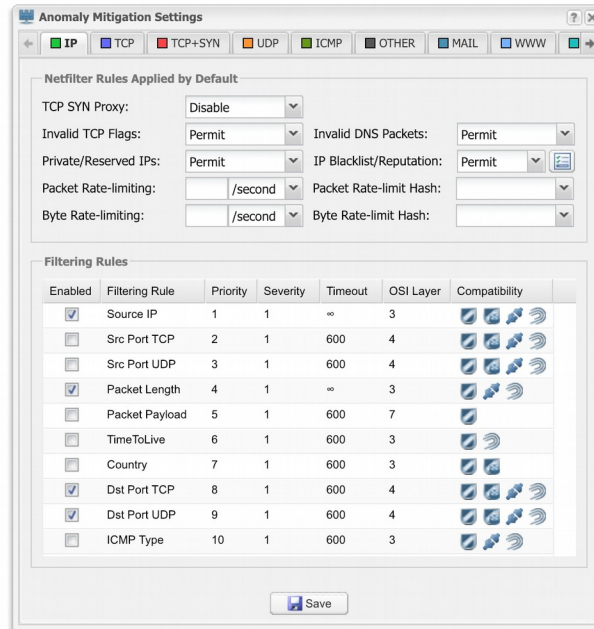 Anomaly Mitigation Settings
IP TCP TCP+SYN UDP ICMP OTHER MAIL WWW
Netfilter Rules Applied by Default
TCP SYN Proxy: Disable
Invalid TCP Flags: Permit Invalid DNS Packets: Permit
Private/Reserved IPs: Permit IP Blacklist/Reputation: Permit
Packet Rate-limiting: /second Packet Rate-limit Hash:
Byte Rate-limiting: /second Byte Rate-limit Hash:
Filtering Rules
Enabled Filtering Rule Priority Severity Timeout OSI Layer Compatibility
Source IP 1 1 ∞ 3
Src Port TCP 2 1 600 4
Src Port UDP 3 1 600 4
Packet Length 4 1 ∞ 3
Packet Payload 5 1 600 7
TimeToLive 6 1 600 3
Country 7 1 600 3
Dst Port TCP 8 1 600 4
Dst Port UDP 9 1 600 4
ICMP Type 10 1 600 3
Save